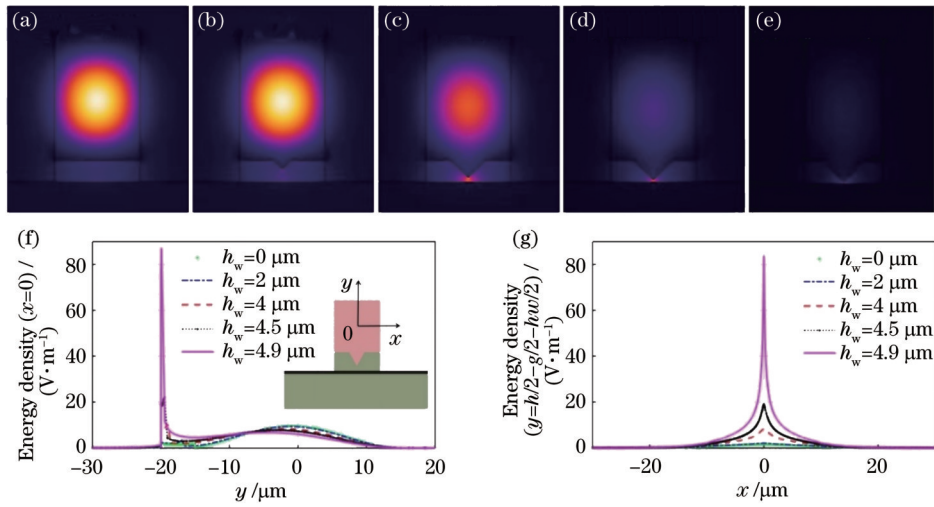 (a) (b) (c) (d) (e)
(f)
Energy density (x=0) /
(V·m⁻¹)
80
60
40
20
0
h_w=0 μm
h_w=2 μm
h_w=4 μm
h_w=4.5 μm
h_w=4.9 μm
y
0
x
-30 -20 -10 0 10 20
y /μm
(g)
Energy density
(y=h/2-g/2-hw/2) /
(V·m⁻¹)
80
60
40
20
0
h_w=0 μm
h_w=2 μm
h_w=4 μm
h_w=4.5 μm
h_w=4.9 μm
-20 0 20
x /μm